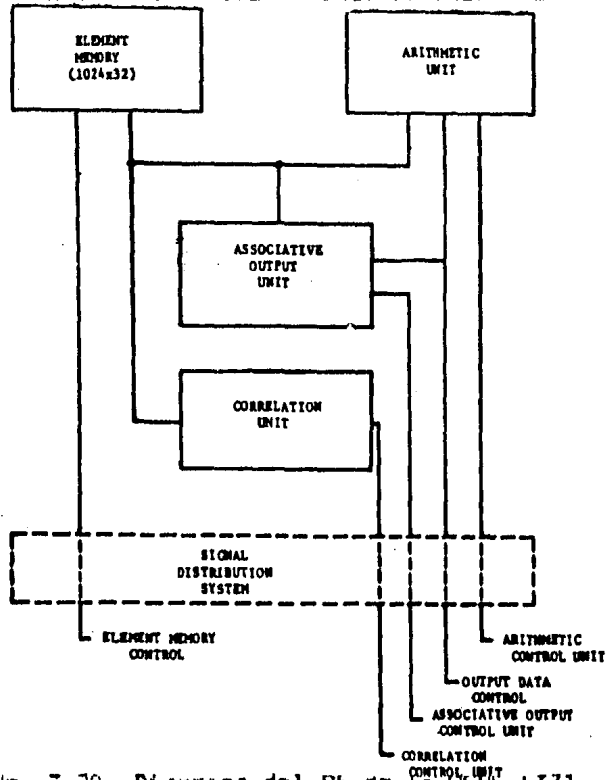 ELEMENT
MEMORY
(1024x32)
ARITHMETIC
UNIT
ASSOCIATIVE
OUTPUT
UNIT
CORRELATION
UNIT
SIGNAL
DISTRIBUTION
SYSTEM
ELEMENT MEMORY
CONTROL
ARITHMETIC
CONTROL UNIT
OUTPUT DATA
CONTROL
ASSOCIATIVE OUTPUT
CONTROL UNIT
CORRELATION
CONTROL UNIT